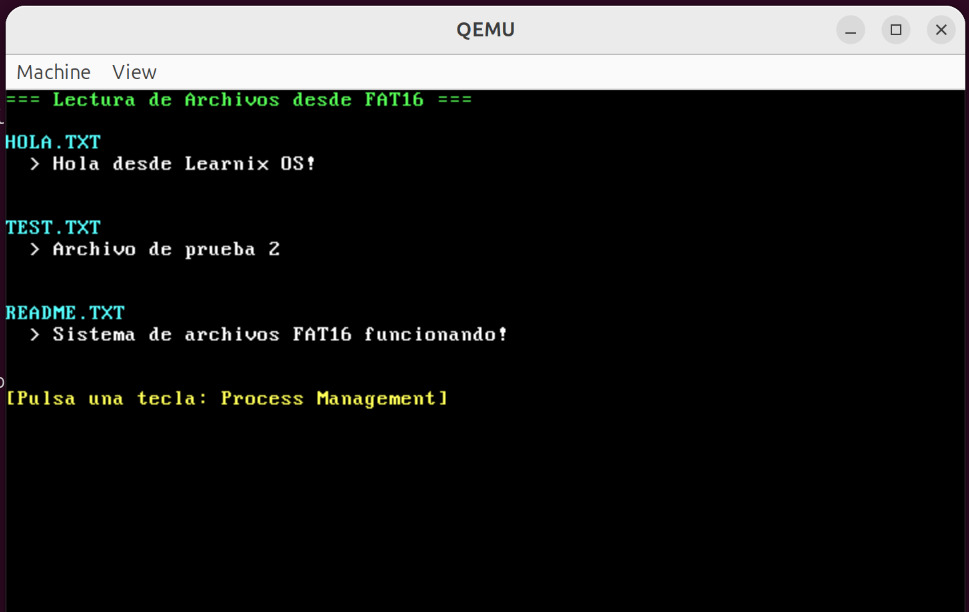 QEMU
Machine View
=== Lectura de Archivos desde FAT16 ===
HOLA.TXT
> Hola desde Learnix OS!
TEST.TXT
> Archivo de prueba 2
README.TXT
> Sistema de archivos FAT16 funcionando!
[Pulsa una tecla: Process Management]